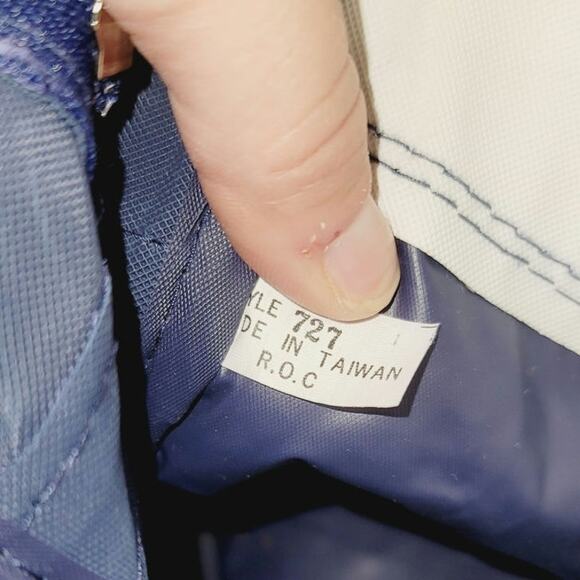 YLE 727
DE IN TAIWAN
R.O.C